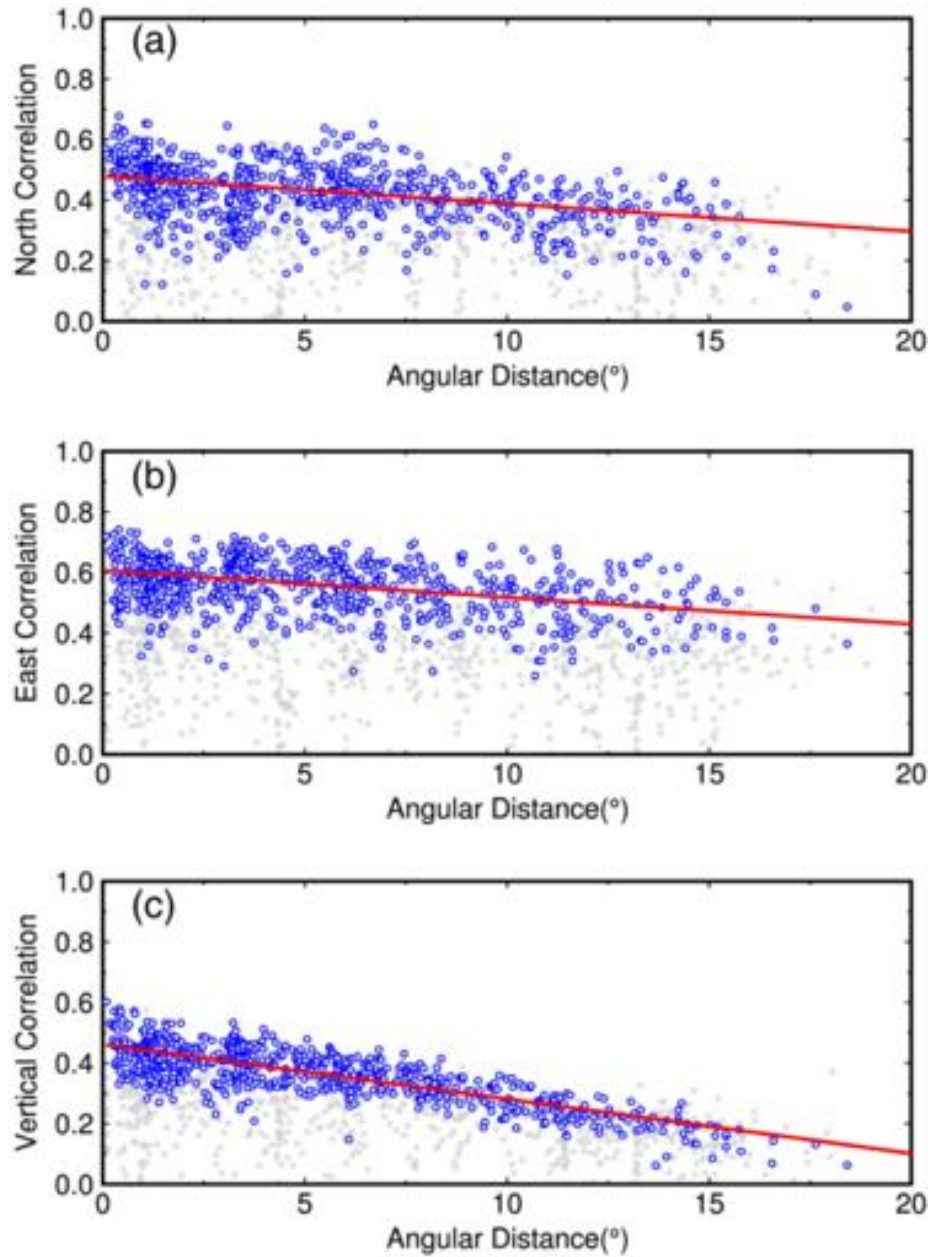 (a)
North Correlation
1.0
0.8
0.6
0.4
0.2
0.0
0 5 10 15 20
Angular Distance(°)
(b)
East Correlation
1.0
0.8
0.6
0.4
0.2
0.0
0 5 10 15 20
Angular Distance(°)
(c)
Vertical Correlation
1.0
0.8
0.6
0.4
0.2
0.0
0 5 10 15 20
Angular Distance(°)